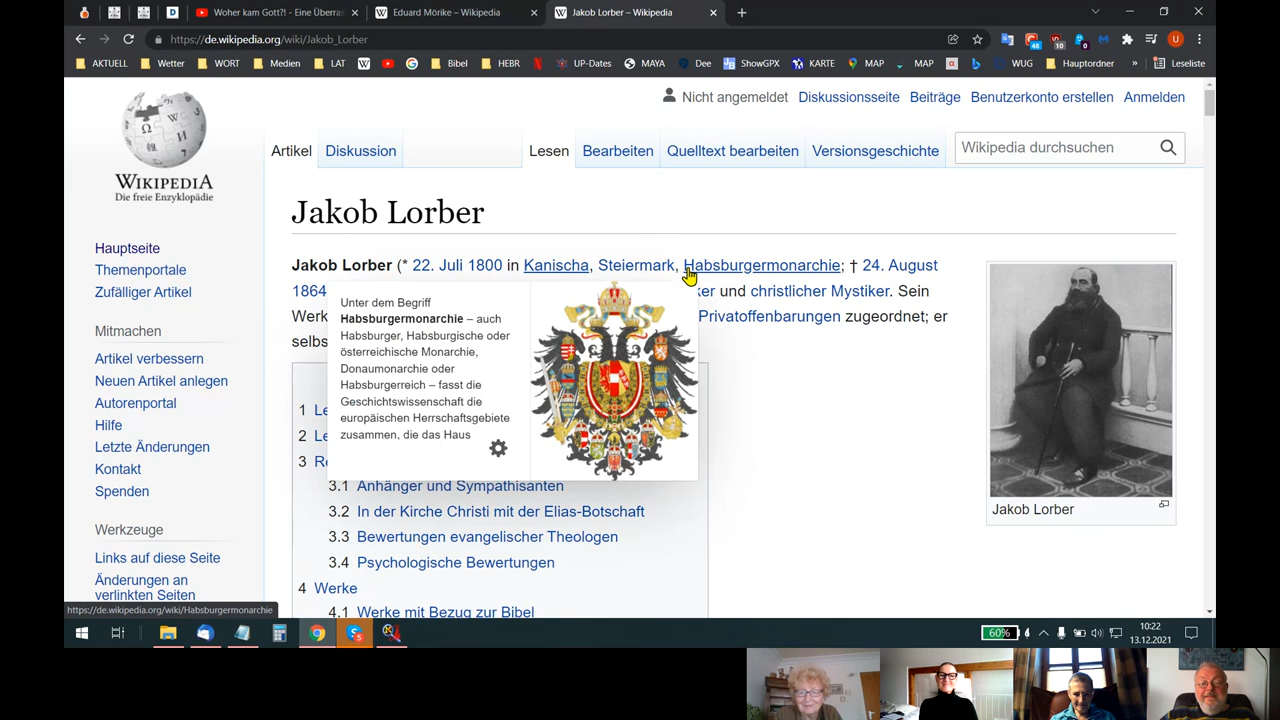 Woher kam Gott?! - Eine Überras
Eduard Mörike – Wikipedia
Jakob Lorber – Wikipedia
https://de.wikipedia.org/wiki/Jakob_Lorber
48
10
0
U
AKTUELL
Wetter
WORT
Medien
LAT
Bibel
HEBR
UP-Dates
MAYA
Dee
ShowGPX
KARTE
MAP
MAP
WUG
Hauptordner
»
Leseliste
Nicht angemeldet Diskussionsseite Beiträge Benutzerkonto erstellen Anmelden
Artikel Diskussion Lesen Bearbeiten Quelltext bearbeiten Versionsgeschichte
Wikipedia durchsuchen
WIKIPEDIA
Die freie Enzyklopädie
Hauptseite
Themenportale
Zufälliger Artikel
Mitmachen
Artikel verbessern
Neuen Artikel anlegen
Autorenportal
Hilfe
Letzte Änderungen
Kontakt
Spenden
Werkzeuge
Links auf diese Seite
Änderungen an
verlinkten Seiten
https://de.wikipedia.org/wiki/Habsburgermonarchie
Jakob Lorber
Jakob Lorber (* 22. Juli 1800 in Kanischa, Steiermark, Habsburgermonarchie; † 24. August
1864 ker und christlicher Mystiker. Sein
Werk Privatoffenbarungen zugeordnet; er
selbs
Unter dem Begriff
Habsburgermonarchie – auch
Habsburger, Habsburgische oder
österreichische Monarchie,
Donaumonarchie oder
Habsburgerreich – fasst die
Geschichtswissenschaft die
europäischen Herrschaftsgebiete
zusammen, die das Haus
1 Le
2 Le
3 Re
3.1 Anhänger und Sympathisanten
3.2 In der Kirche Christi mit der Elias-Botschaft
3.3 Bewertungen evangelischer Theologen
3.4 Psychologische Bewertungen
4 Werke
4.1 Werke mit Bezug zur Bibel
Jakob Lorber
60%
10:22
13.12.2021